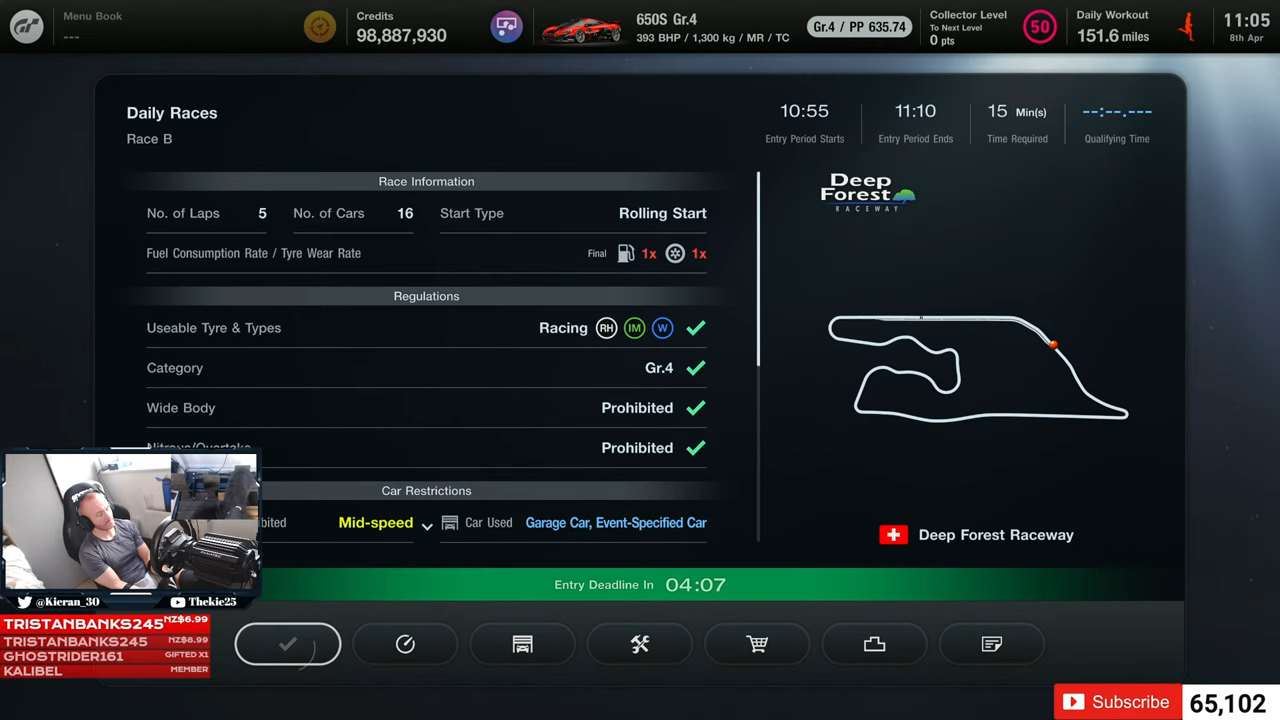 GT
Menu Book
---
Credits
98,887,930
650S Gr.4
393 BHP / 1,300 kg / MR / TC
Gr.4 / PP 635.74
Collector Level
To Next Level
0 pts
50
Daily Workout
151.6 miles
11:05
8th Apr
Daily Races
Race B
10:55
Entry Period Starts
11:10
Entry Period Ends
15 Min(s)
Time Required
--:--.---
Qualifying Time
Race Information
No. of Laps 5 No. of Cars 16 Start Type Rolling Start
Fuel Consumption Rate / Tyre Wear Rate Final 1x 1x
Regulations
Useable Tyre & Types Racing RH IM W
Category Gr.4
Wide Body Prohibited
Nitrous/Overtake Prohibited
Car Restrictions
ibited Mid-speed Car Used Garage Car, Event-Specified Car
Deep
Forest
RACEWAY
Deep Forest Raceway
Entry Deadline In 04:07
@Kieran_30 Thekie25
TRISTANBANKS245 NZ$6.99
TRISTANBANKS245 NZ$8.99
GHOSTRIDER161 GIFTED X1
KALIBEL MEMBER
Subscribe 65,102